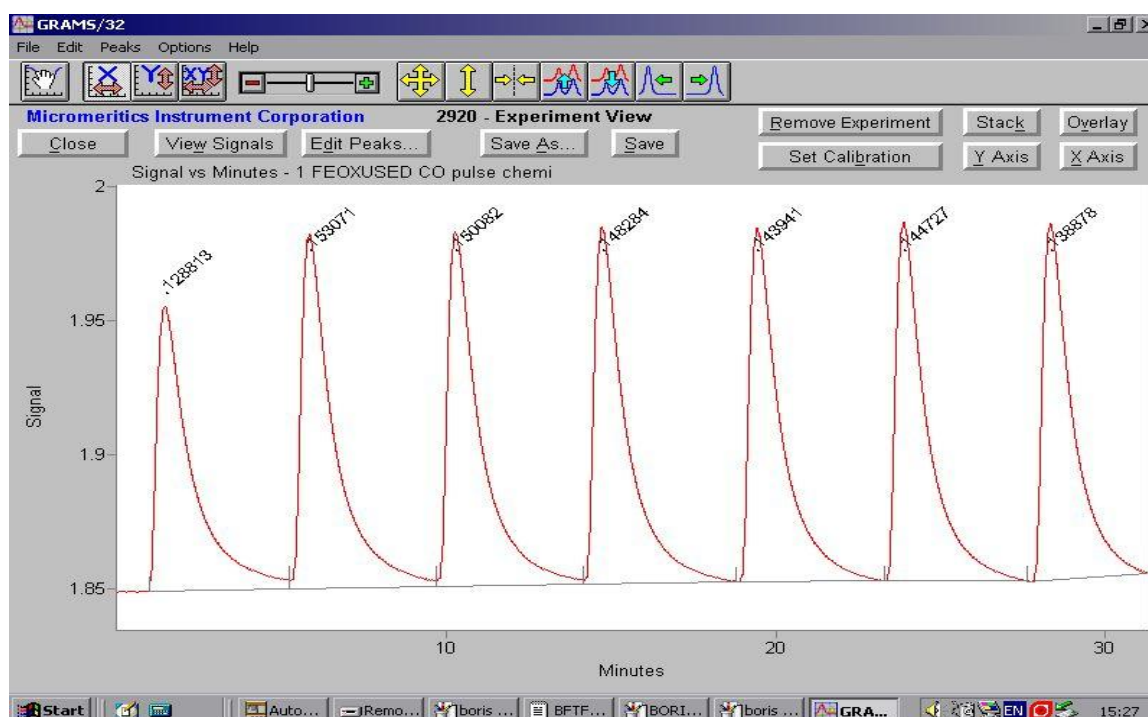 GRAMS/32
File Edit Peaks Options Help
Micromeritics Instrument Corporation 2920 - Experiment View
Remove Experiment Stack Overlay
Close View Signals Edit Peaks... Save As... Save
Set Calibration Y Axis X Axis
Signal vs Minutes - 1 FEOXUSED CO pulse chemi
2
128813 153071 150082 148284 143941 144727 138878
1.95
Signal
1.9
1.85
10 20 30
Minutes
Start Auto... Remo... boris ... BFTF... BORI... boris ... GRA... EN 15:27